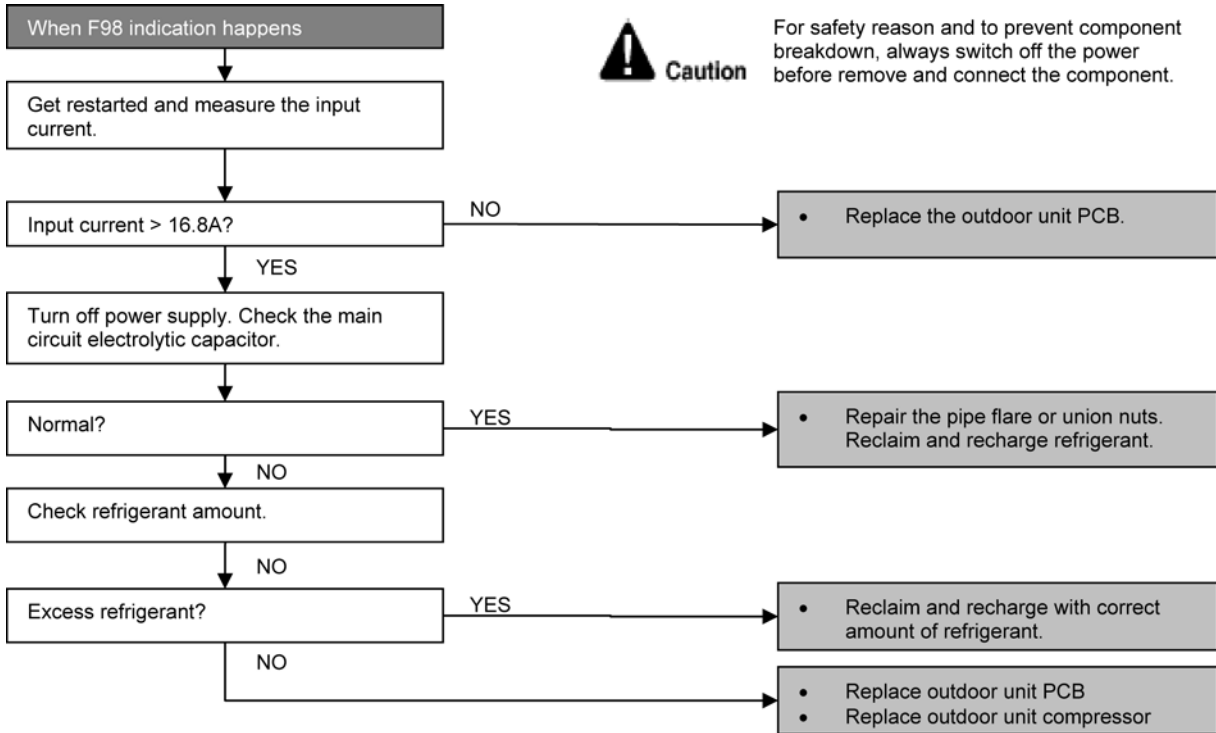 When F98 indication happens
Caution
For safety reason and to prevent component
breakdown, always switch off the power
before remove and connect the component.
Get restarted and measure the input
current.
Input current > 16.8A?
NO
• Replace the outdoor unit PCB.
YES
Turn off power supply. Check the main
circuit electrolytic capacitor.
Normal?
YES
• Repair the pipe flare or union nuts.
Reclaim and recharge refrigerant.
NO
Check refrigerant amount.
NO
Excess refrigerant?
YES
• Reclaim and recharge with correct
amount of refrigerant.
NO
• Replace outdoor unit PCB
• Replace outdoor unit compressor